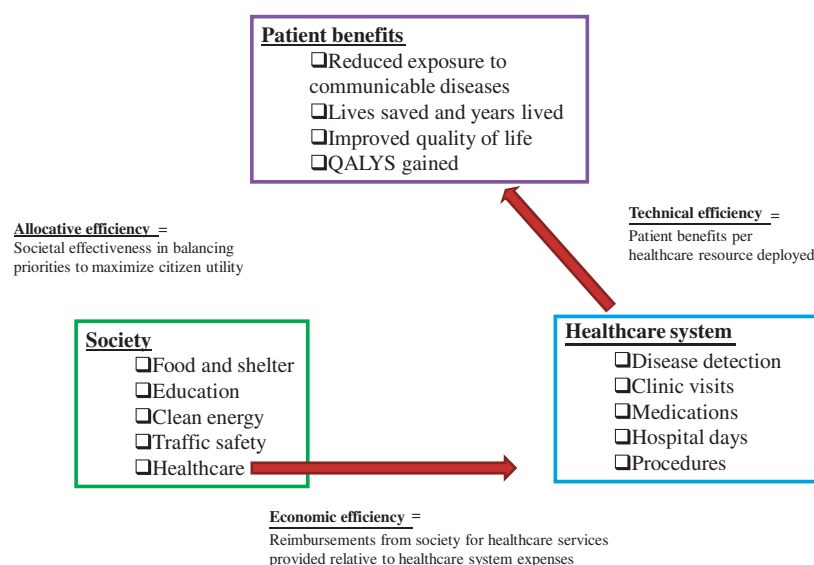 Patient benefits
❑Reduced exposure to
communicable diseases
❑Lives saved and years lived
❑Improved quality of life
❑QALYS gained
Allocative efficiency =
Societal effectiveness in balancing
priorities to maximize citizen utility
Technical efficiency =
Patient benefits per
healthcare resource deployed
Society
❑Food and shelter
❑Education
❑Clean energy
❑Traffic safety
❑Healthcare
Healthcare system
❑Disease detection
❑Clinic visits
❑Medications
❑Hospital days
❑Procedures
Economic efficiency =
Reimbursements from society for healthcare services
provided relative to healthcare system expenses